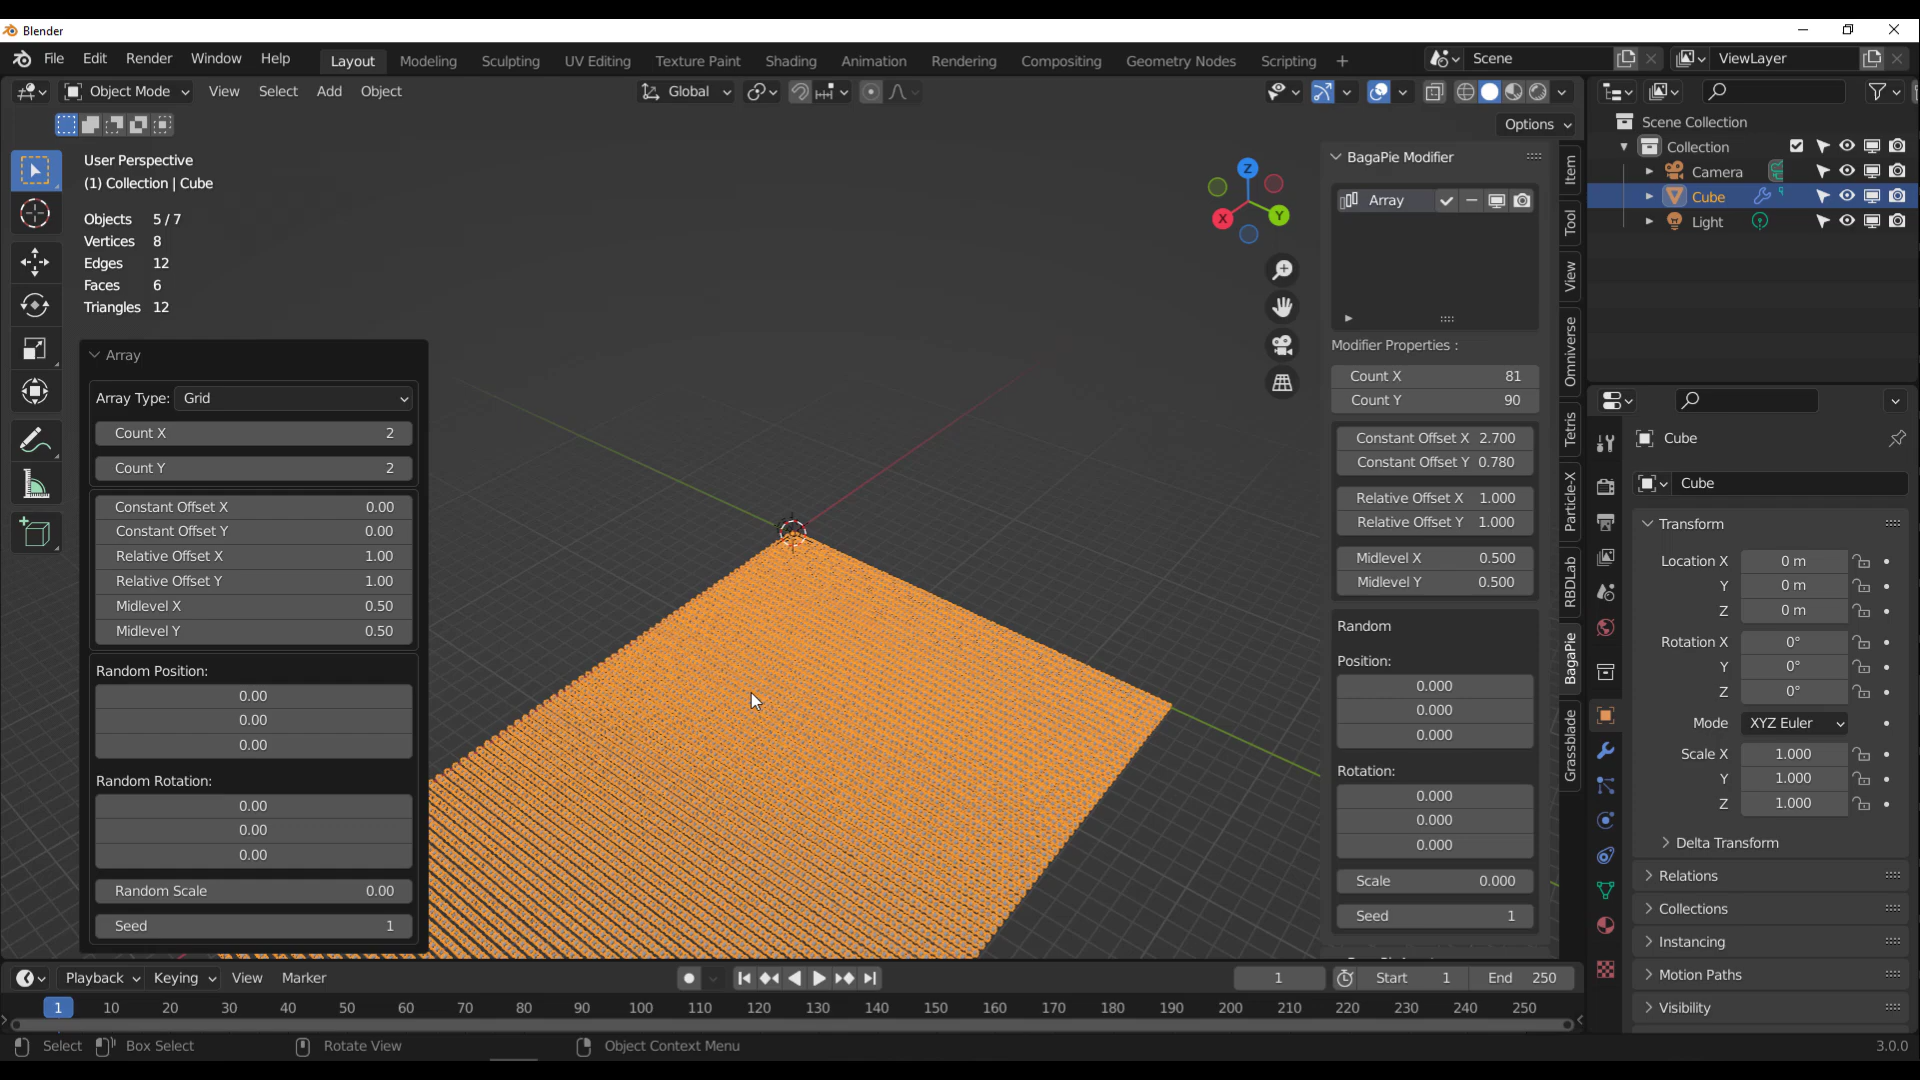 Blender
File Edit Render Window Help Layout Modeling Sculpting UV Editing Texture Paint Shading Animation Rendering Compositing Geometry Nodes Scripting + Scene ViewLayer
Object Mode View Select Add Object Global
Options
User Perspective
(1) Collection | Cube
Objects 5 / 7
Vertices 8
Edges 12
Faces 6
Triangles 12
Array
Array Type: Grid
Count X 2
Count Y 2
Constant Offset X 0.00
Constant Offset Y 0.00
Relative Offset X 1.00
Relative Offset Y 1.00
Midlevel X 0.50
Midlevel Y 0.50
Random Position:
0.00
0.00
0.00
Random Rotation:
0.00
0.00
0.00
Random Scale 0.00
Seed 1
Z
X
Y
BagaPie Modifier
Array
Modifier Properties :
Count X 81
Count Y 90
Constant Offset X 2.700
Constant Offset Y 0.780
Relative Offset X 1.000
Relative Offset Y 1.000
Midlevel X 0.500
Midlevel Y 0.500
Random
Position:
0.000
0.000
0.000
Rotation:
0.000
0.000
0.000
Scale 0.000
Seed 1
Item
Tool
View
Omniverse
Tetris
Particle-X
RBDLab
BagaPie
Grassblade
Scene Collection
Collection
Camera
Cube
Light
Cube
Cube
Transform
Location X 0 m
Y 0 m
Z 0 m
Rotation X 0°
Y 0°
Z 0°
Mode XYZ Euler
Scale X 1.000
Y 1.000
Z 1.000
Delta Transform
Relations
Collections
Instancing
Motion Paths
Visibility
Playback Keying View Marker 1 Start 1 End 250
1 10 20 30 40 50 60 70 80 90 100 110 120 130 140 150 160 170 180 190 200 210 220 230 240 250
Select Box Select Rotate View Object Context Menu 3.0.0